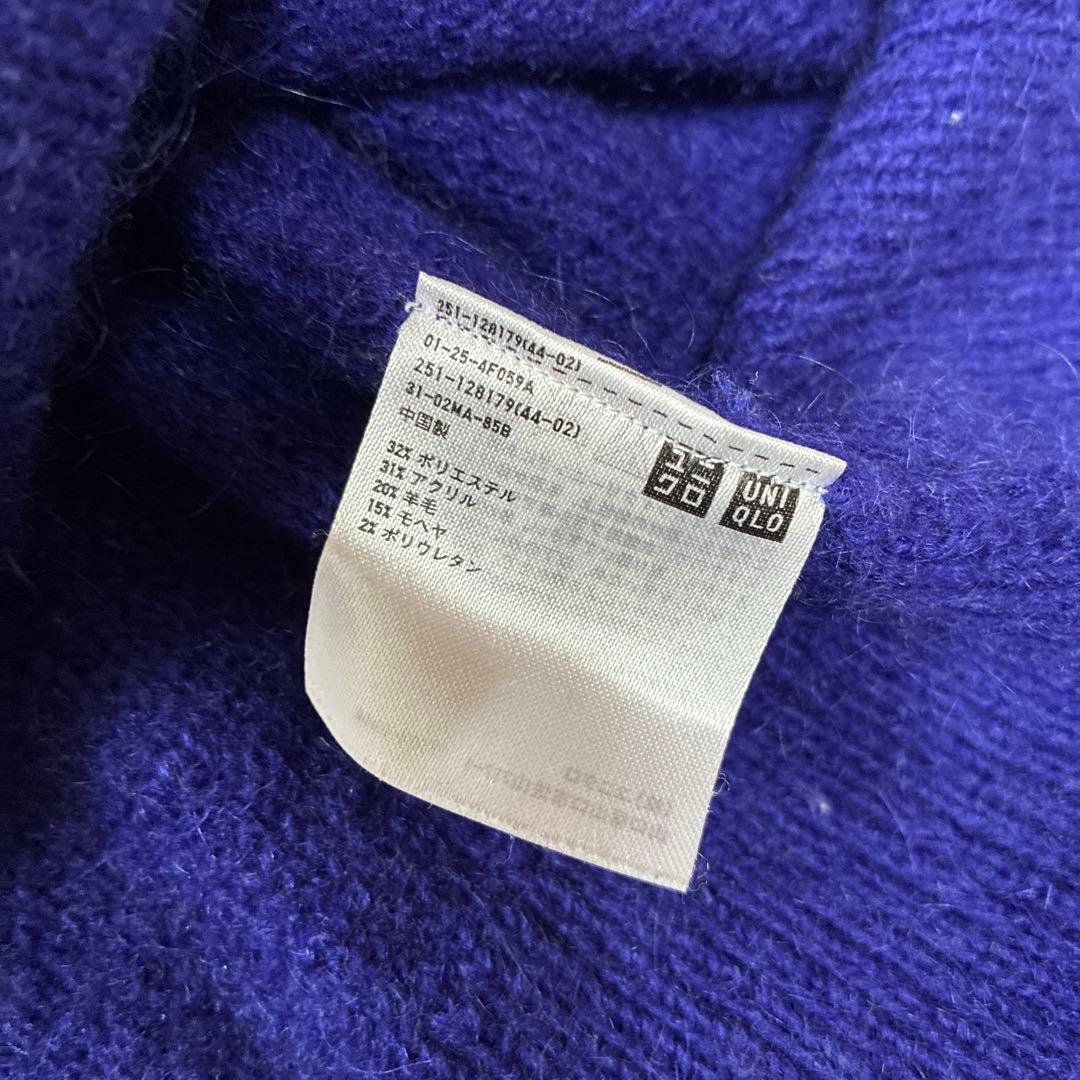 251-128179(44-02)
01-25-4F059A
251-128179(44-02)
31-02MA-85B
中国製
32% ポリエステル
31% アクリル
20% 羊毛
15% モヘヤ
2% ポリウレタン
ユニクロ
UNI
QLO